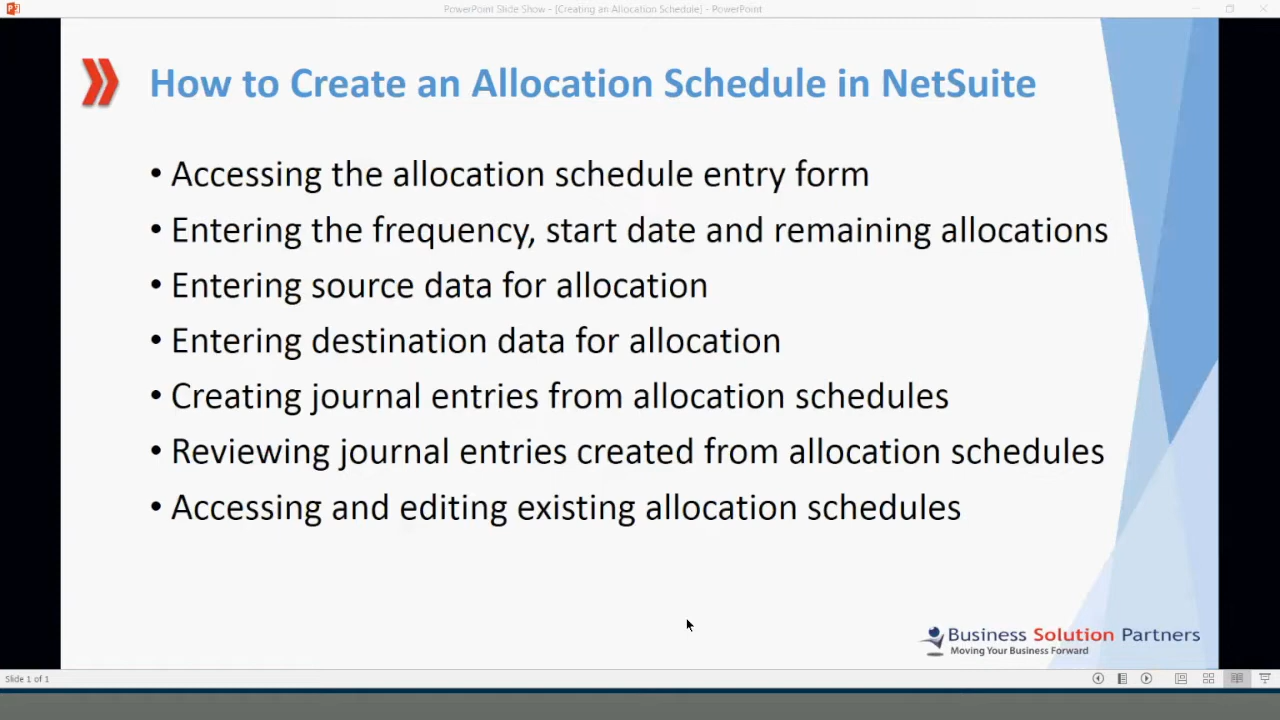 PowerPoint Slide Show - [Creating an Allocation Schedule] - PowerPoint
How to Create an Allocation Schedule in NetSuite
• Accessing the allocation schedule entry form
• Entering the frequency, start date and remaining allocations
• Entering source data for allocation
• Entering destination data for allocation
• Creating journal entries from allocation schedules
• Reviewing journal entries created from allocation schedules
• Accessing and editing existing allocation schedules
Business Solution Partners
Moving Your Business Forward
Slide 1 of 1